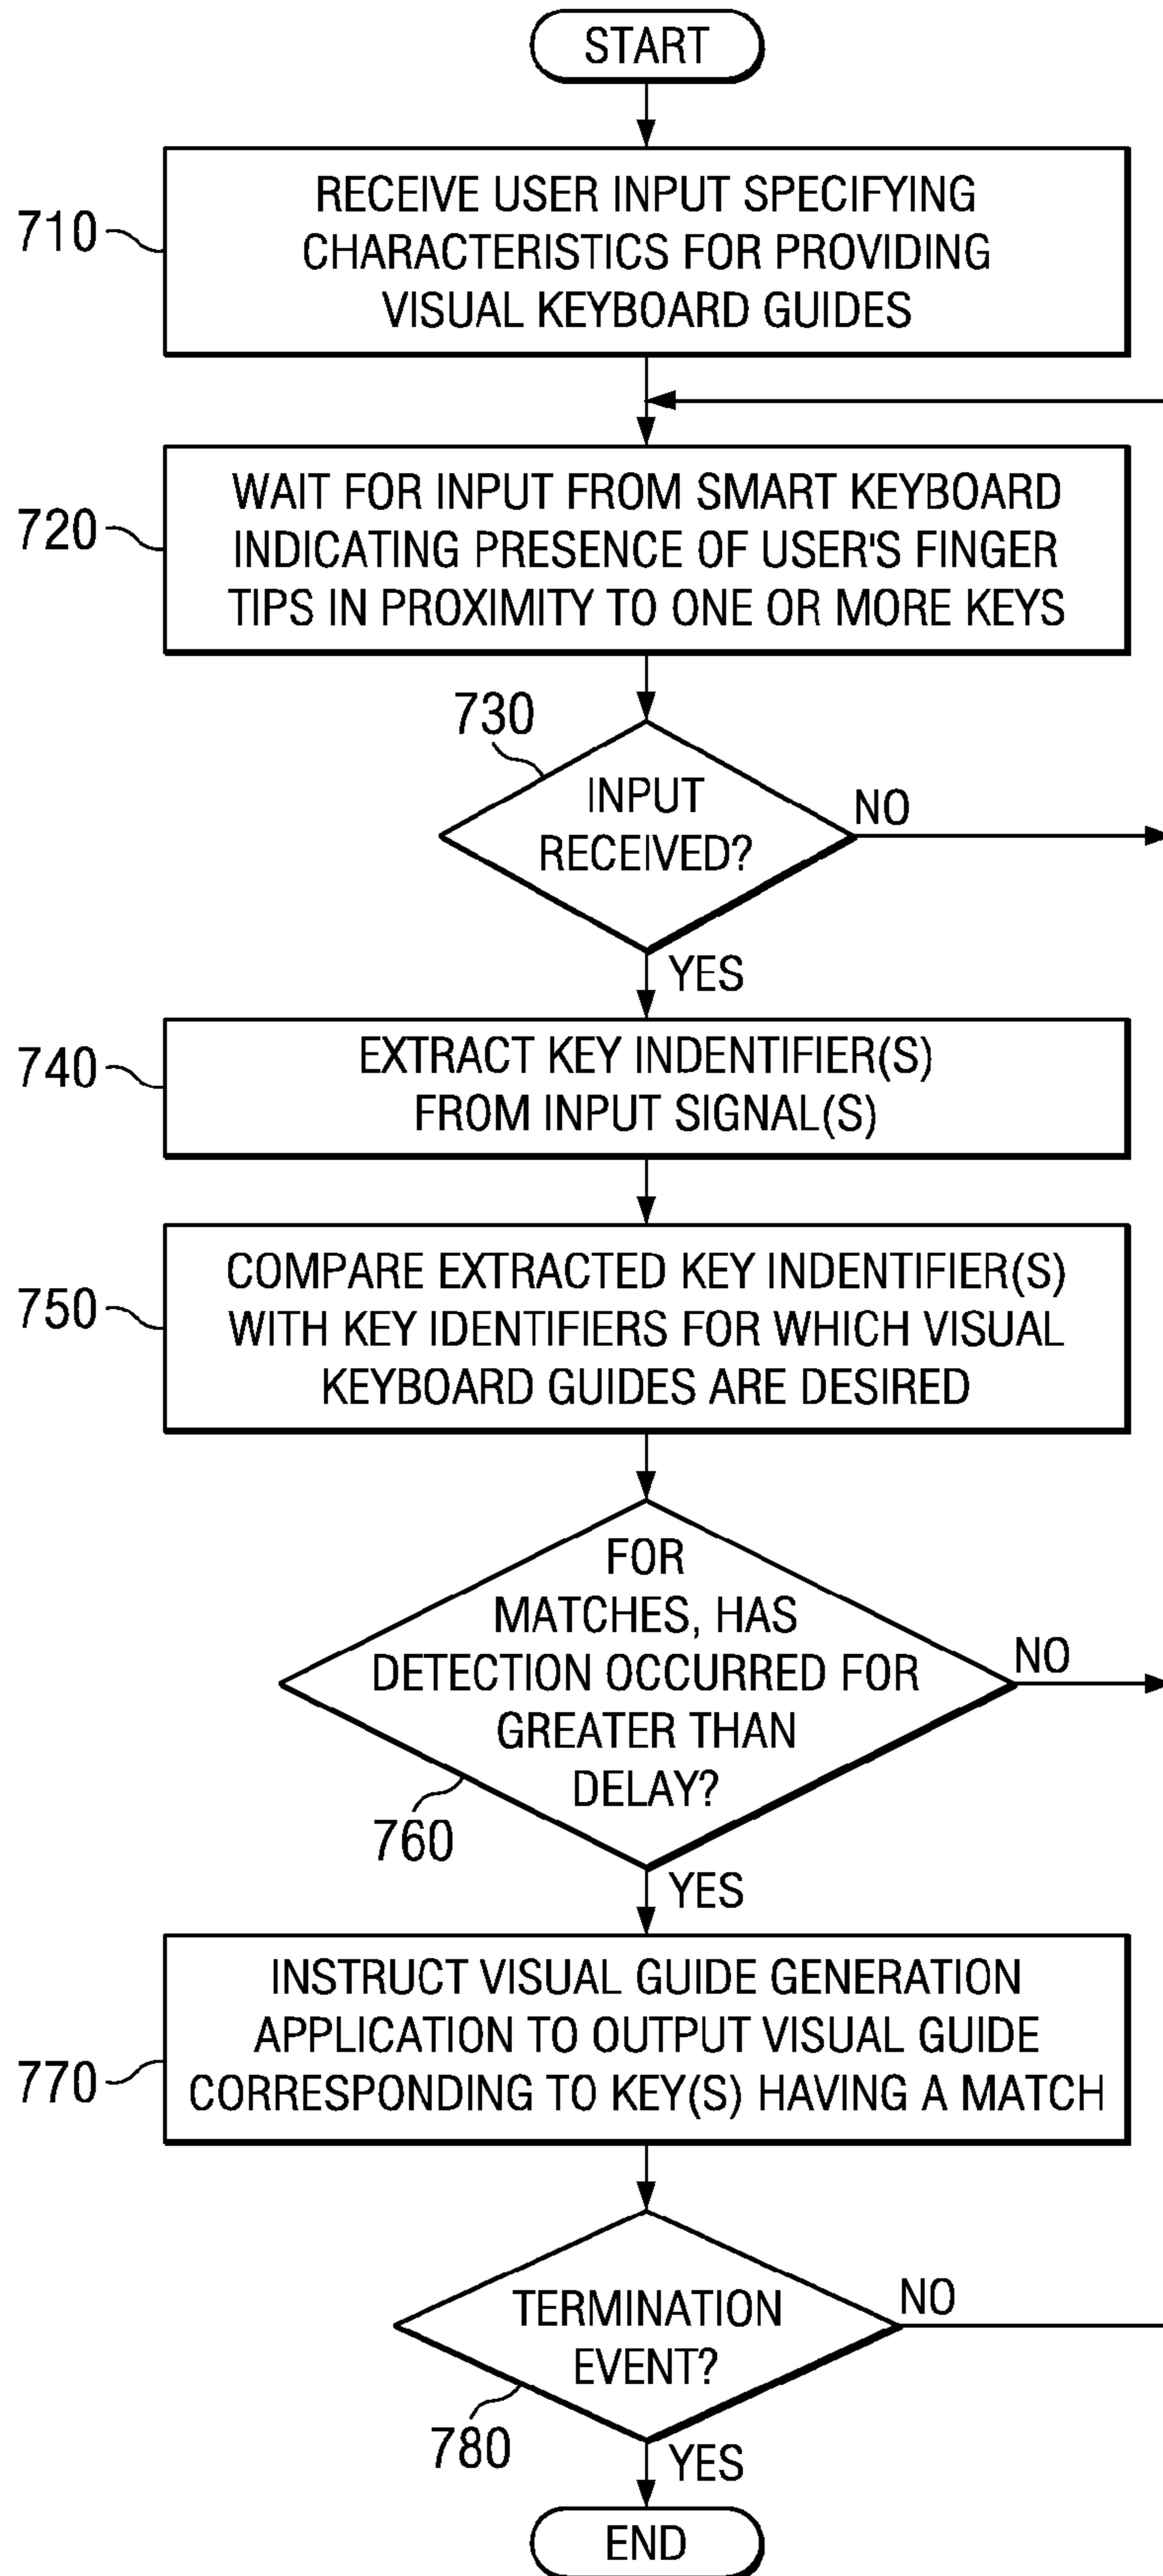 START
RECEIVE USER INPUT SPECIFYING
CHARACTERISTICS FOR PROVIDING
VISUAL KEYBOARD GUIDES
710
WAIT FOR INPUT FROM SMART KEYBOARD
INDICATING PRESENCE OF USER'S FINGER
TIPS IN PROXIMITY TO ONE OR MORE KEYS
720
730
INPUT
RECEIVED?
NO
YES
EXTRACT KEY INDENTIFIER(S)
FROM INPUT SIGNAL(S)
740
COMPARE EXTRACTED KEY INDENTIFIER(S)
WITH KEY IDENTIFIERS FOR WHICH VISUAL
KEYBOARD GUIDES ARE DESIRED
750
FOR
MATCHES, HAS
DETECTION OCCURRED FOR
GREATER THAN
DELAY?
NO
760
YES
INSTRUCT VISUAL GUIDE GENERATION
APPLICATION TO OUTPUT VISUAL GUIDE
CORRESPONDING TO KEY(S) HAVING A MATCH
770
TERMINATION
EVENT?
NO
780
YES
END